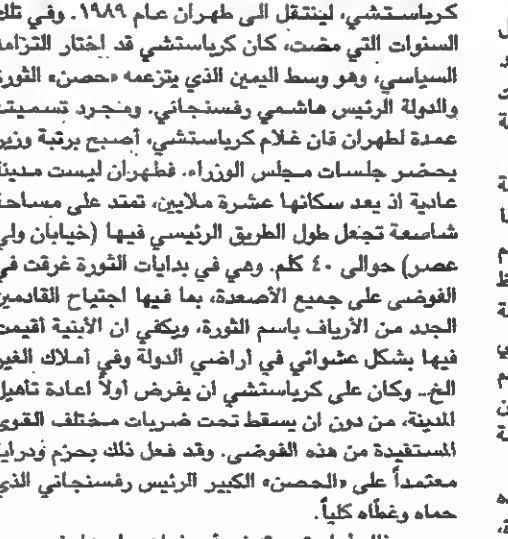 كرياستشي، لينتقل الى طهران عام ١٩٨٩. وفي تلك
السنوات التي مضت، كان كرياستشي قد اختار التزامه
السياسي، وهو وسط اليمين الذي يتزعمه «حصن» الثورة
والدولة الرئيس هاشمي رفسنجاني. ومنجرد تسميته
عمدة لطهران فان غلام كرياستشي، أصبح برتبة وزير
يحضر جلسات مجلس الوزراء. فطهران ليست مدينة
عادية اذ يعد سكانها عشرة ملايين، تمتد على مساحة
شاسعة تجعل طول الطريق الرئيسي فيها (خيابان ولي
عصر) حوالى ٤٠ كلم. وهي في بدايات الثورة غرقت في
الفوضى على جميع الأصعدة، بما فيها اجتياح القادمين
الجدد من الأرياف باسم الثورة، ويكفي ان الأبنية أقيمت
فيها بشكل عشوائي في أراضي الدولة وفي أملاك الغير
الخ.. وكان على كرياستشي ان يفرض أولاً اعادة تأهيل
المدينة، من دون ان يسقط تحت ضربات مختلف القوى
المستفيدة من هذه الفوضى. وقد فعل ذلك بحزم ودراية
معتمداً على «الحصن» الكبير الرئيس رفسنجاني الذي
حماه وغطّاه كلياً.